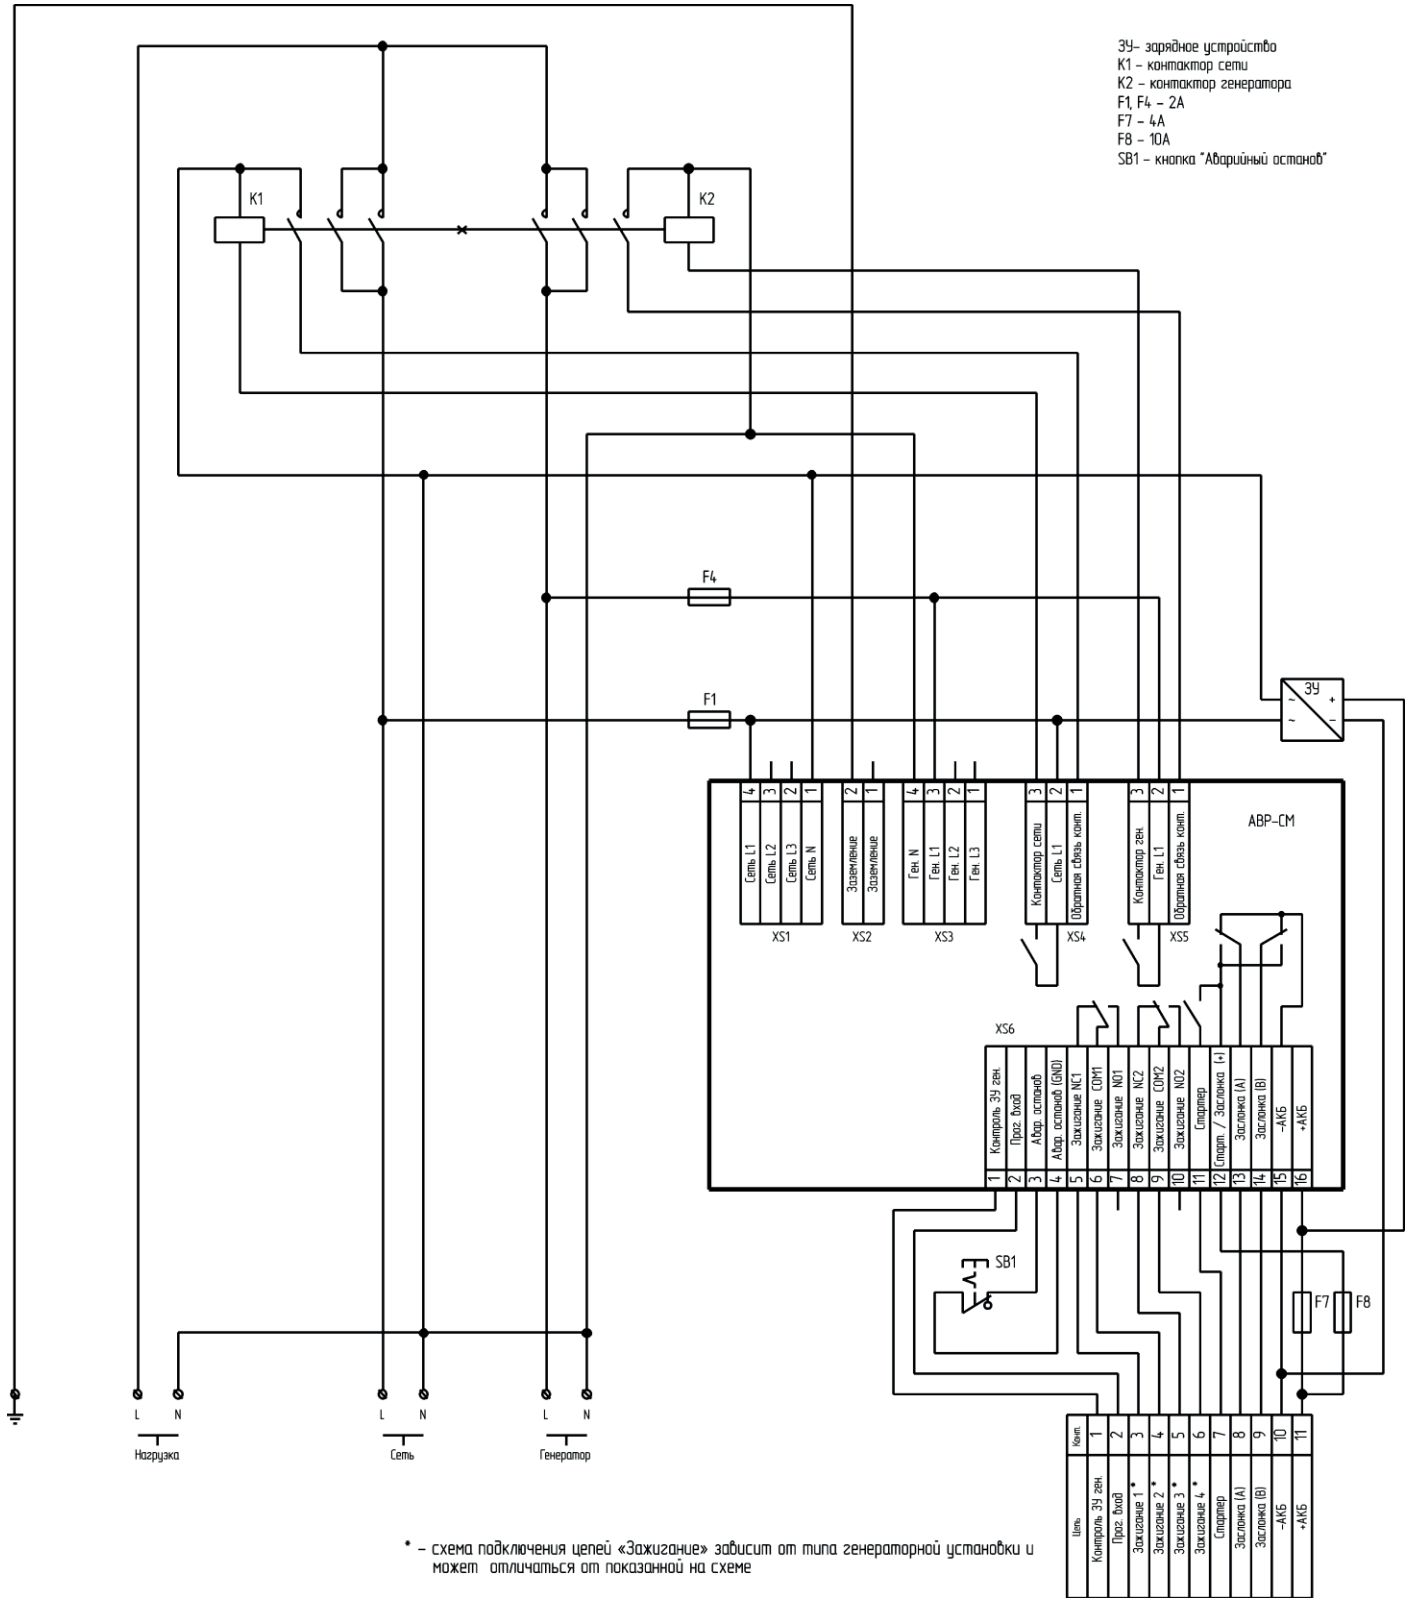 ЗУ– зарядное устройство
К1 – контактор сети
К2 – контактор генератора
F1, F4 – 2А
F7 – 4А
F8 – 10А
SB1 – кнопка "Аварийный останов"
К1
К2
F4
F1
ЗУ
~ +
~ –
4 3 2 1
2 1
4 3 2 1
3 2 1
3 2 1
АВР-СМ
Сеть L1
Сеть L2
Сеть L3
Сеть N
Заземление
Заземление
Ген. N
Ген. L1
Ген. L2
Ген. L3
Контактор сети
Сеть L1
Обратная связь конт.
Контактор ген.
Ген. L1
Обратная связь конт.
XS1
XS2
XS3
XS4
XS5
XS6
Контроль ЗУ ген.
Прог. вход
Авар. останов
Авар. останов (GND)
Зажигание NC1
Зажигание COM1
Зажигание NO1
Зажигание NC2
Зажигание COM2
Зажигание NO2
Стартер
Старт. / Заслонка (+)
Заслонка (А)
Заслонка (В)
-АКБ
+АКБ
1 2 3 4 5 6 7 8 9 10 11 12 13 14 15 16
SB1
F7
F8
L N
Нагрузка
L N
Сеть
L N
Генератор
Конт.
1 2 3 4 5 6 7 8 9 10 11
Цепь
Контроль ЗУ ген.
Прог. вход
Зажигание 1 *
Зажигание 2 *
Зажигание 3 *
Зажигание 4 *
Стартер
Заслонка (А)
Заслонка (В)
-АКБ
+АКБ
* – схема подключения цепей «Зажигание» зависит от типа генераторной установки и
может отличаться от показанной на схеме